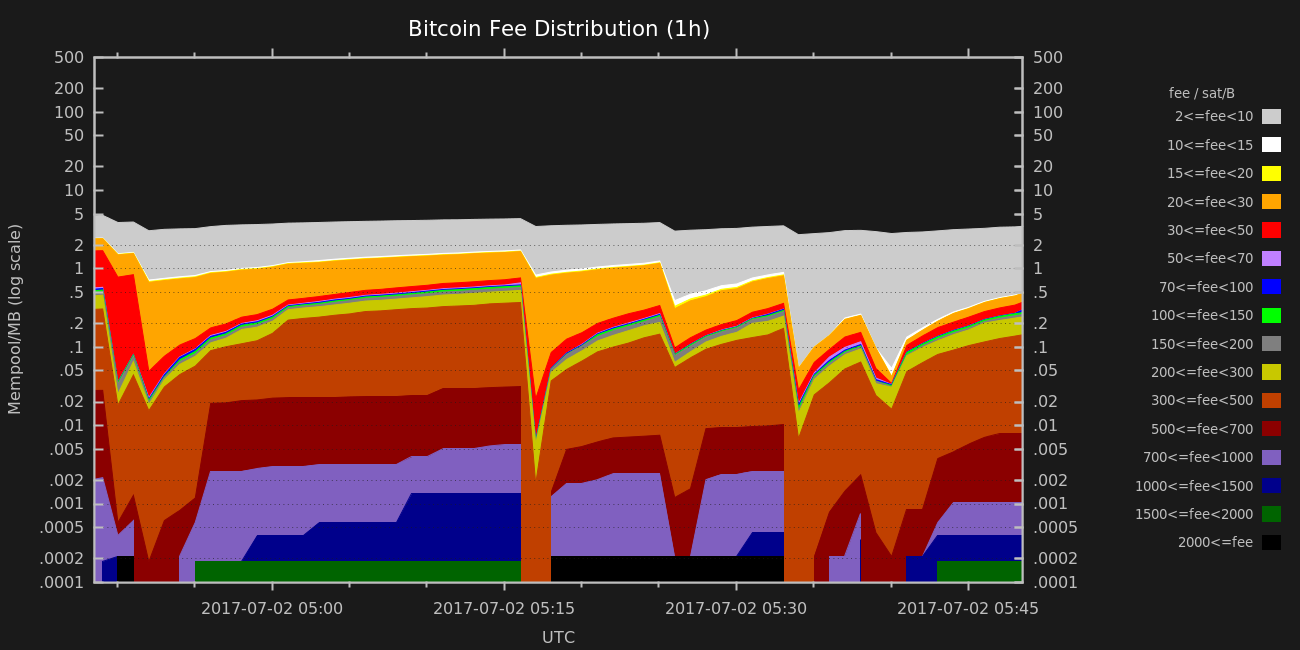 Bitcoin Fee Distribution (1h)
500
200
100
50
20
10
5
2
1
.5
.2
.1
.05
.02
.01
.005
.002
.001
.0005
.0002
.0001
Mempool/MB (log scale)
500
200
100
50
20
10
5
2
1
.5
.2
.1
.05
.02
.01
.005
.002
.001
.0005
.0002
.0001
fee / sat/B
2<=fee<10
10<=fee<15
15<=fee<20
20<=fee<30
30<=fee<50
50<=fee<70
70<=fee<100
100<=fee<150
150<=fee<200
200<=fee<300
300<=fee<500
500<=fee<700
700<=fee<1000
1000<=fee<1500
1500<=fee<2000
2000<=fee
2017-07-02 05:00
2017-07-02 05:15
2017-07-02 05:30
2017-07-02 05:45
UTC